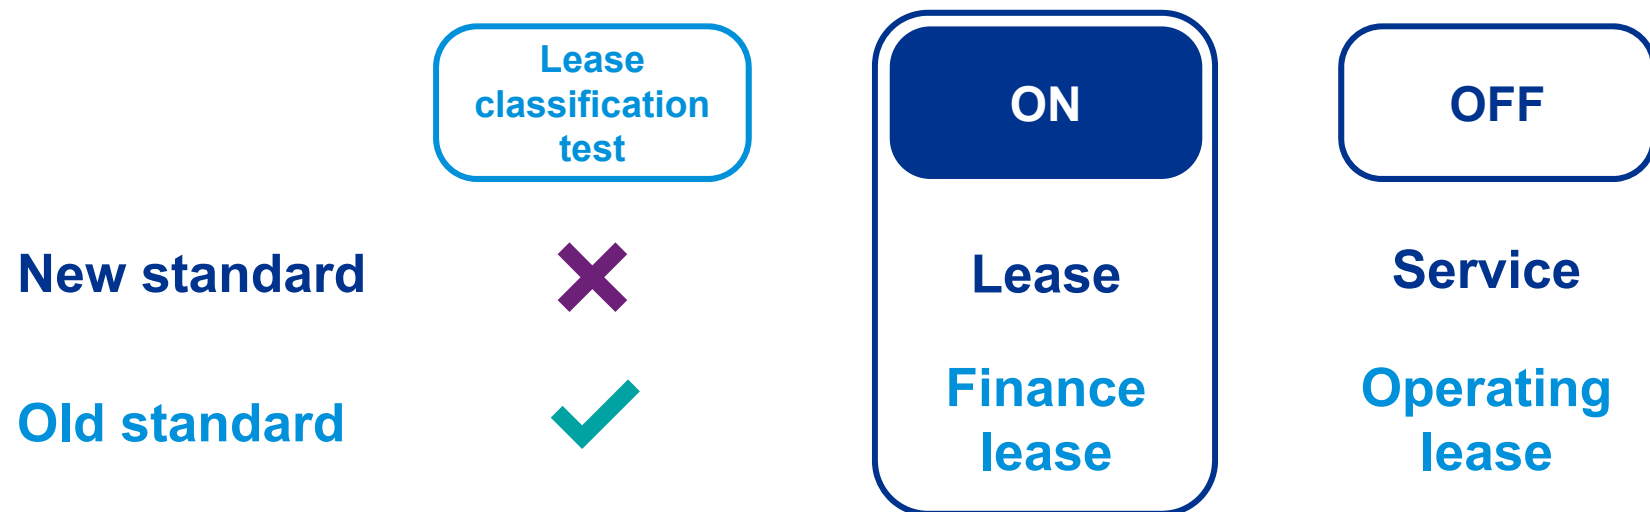 Lease
classification
test
ON
OFF
New standard
Lease
Service
Old standard
Finance
lease
Operating
lease